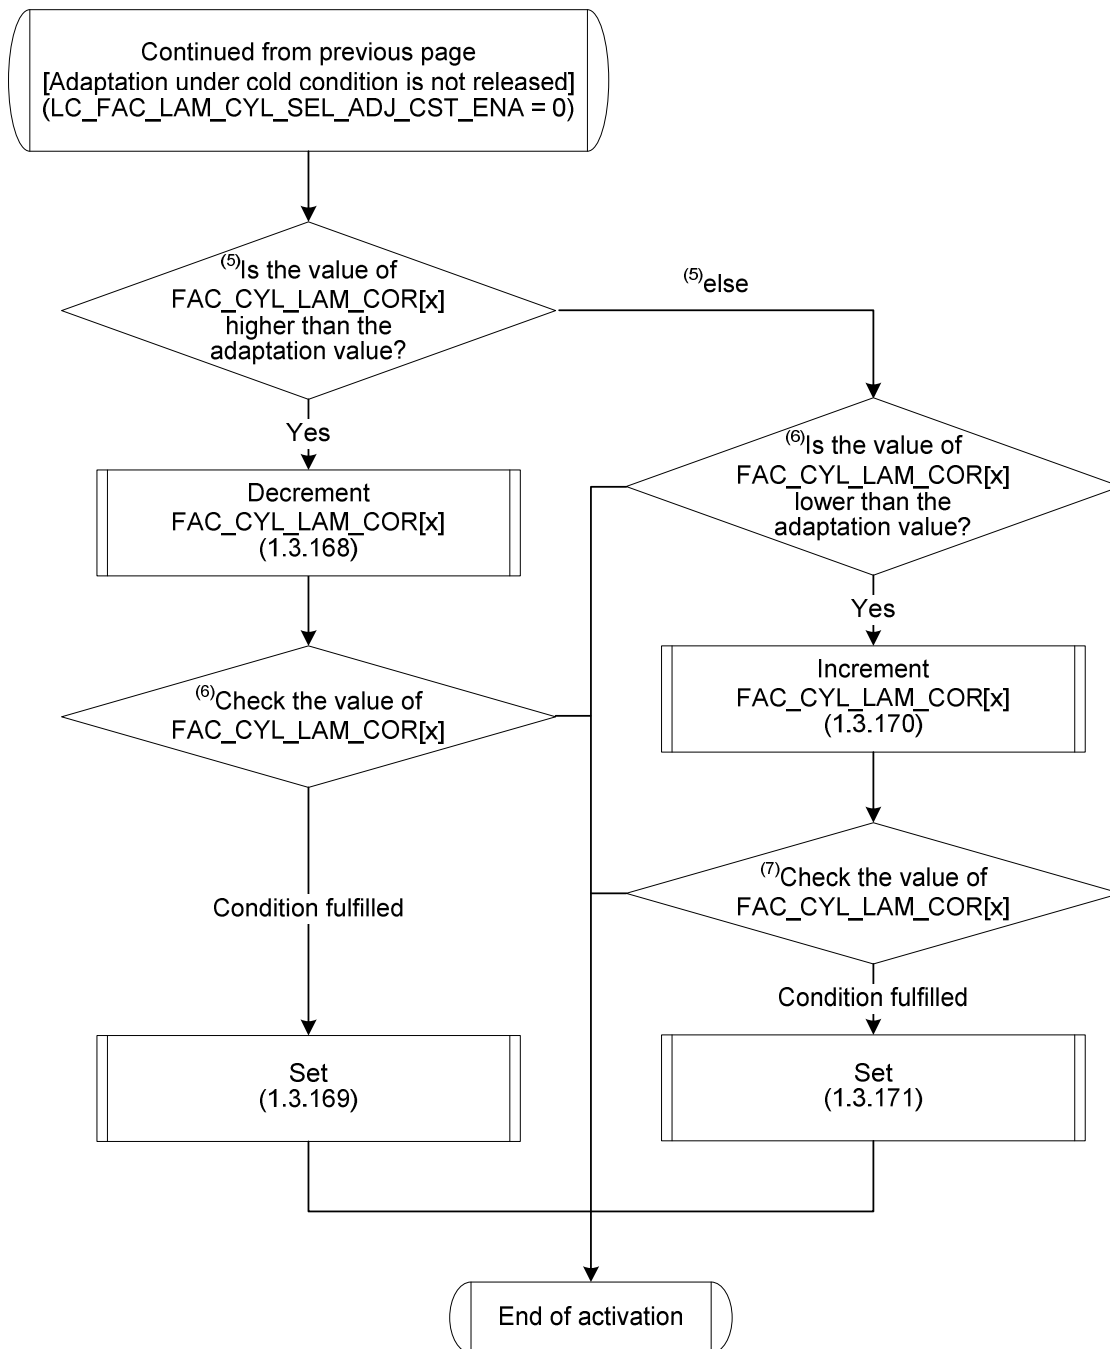 Continued from previous page
[Adaptation under cold condition is not released]
(LC_FAC_LAM_CYL_SEL_ADJ_CST_ENA = 0)
(5)Is the value of
FAC_CYL_LAM_COR[x]
higher than the
adaptation value?
(5)else
Yes
(6)Is the value of
FAC_CYL_LAM_COR[x]
lower than the
adaptation value?
Decrement
FAC_CYL_LAM_COR[x]
(1.3.168)
Yes
(6)Check the value of
FAC_CYL_LAM_COR[x]
Increment
FAC_CYL_LAM_COR[x]
(1.3.170)
(7)Check the value of
FAC_CYL_LAM_COR[x]
Condition fulfilled
Condition fulfilled
Set
(1.3.169)
Set
(1.3.171)
End of activation